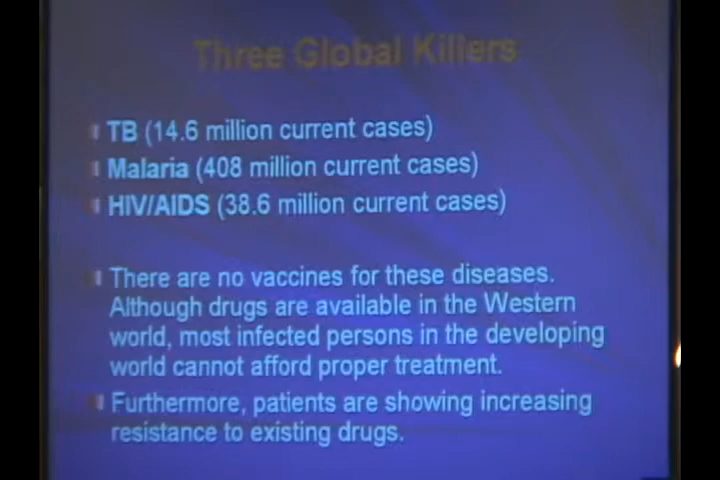 Three Global Killers
TB (14.6 million current cases)
Malaria (408 million current cases)
HIV/AIDS (38.6 million current cases)
There are no vaccines for these diseases.
Although drugs are available in the Western
world, most infected persons in the developing
world cannot afford proper treatment.
Furthermore, patients are showing increasing
resistance to existing drugs.